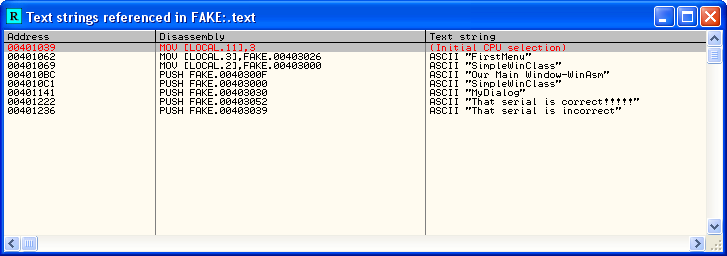 R Text strings referenced in FAKE:.text
Address Disassembly Text string
00401039 MOV [LOCAL.11],3 (Initial CPU selection)
00401062 MOV [LOCAL.3],FAKE.00403026 ASCII "FirstMenu"
00401069 MOV [LOCAL.2],FAKE.00403000 ASCII "SimpleWinClass"
004010BC PUSH FAKE.0040300F ASCII "Our Main Window-WinAsm"
004010C1 PUSH FAKE.00403000 ASCII "SimpleWinClass"
00401141 PUSH FAKE.00403030 ASCII "MyDialog"
00401222 PUSH FAKE.00403052 ASCII "That serial is correct!!!!!"
00401236 PUSH FAKE.00403039 ASCII "That serial is incorrect"